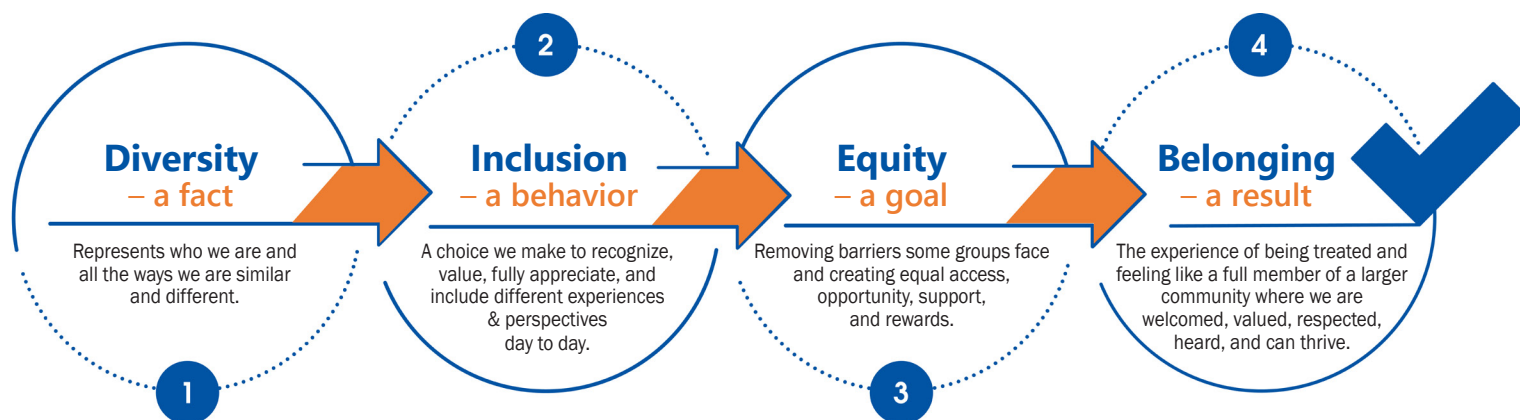 1
Diversity
– a fact
Represents who we are and
all the ways we are similar
and different.
2
Inclusion
– a behavior
A choice we make to recognize,
value, fully appreciate, and
include different experiences
& perspectives
day to day.
3
Equity
– a goal
Removing barriers some groups face
and creating equal access,
opportunity, support,
and rewards.
4
Belonging
– a result
The experience of being treated and
feeling like a full member of a larger
community where we are
welcomed, valued, respected,
heard, and can thrive.